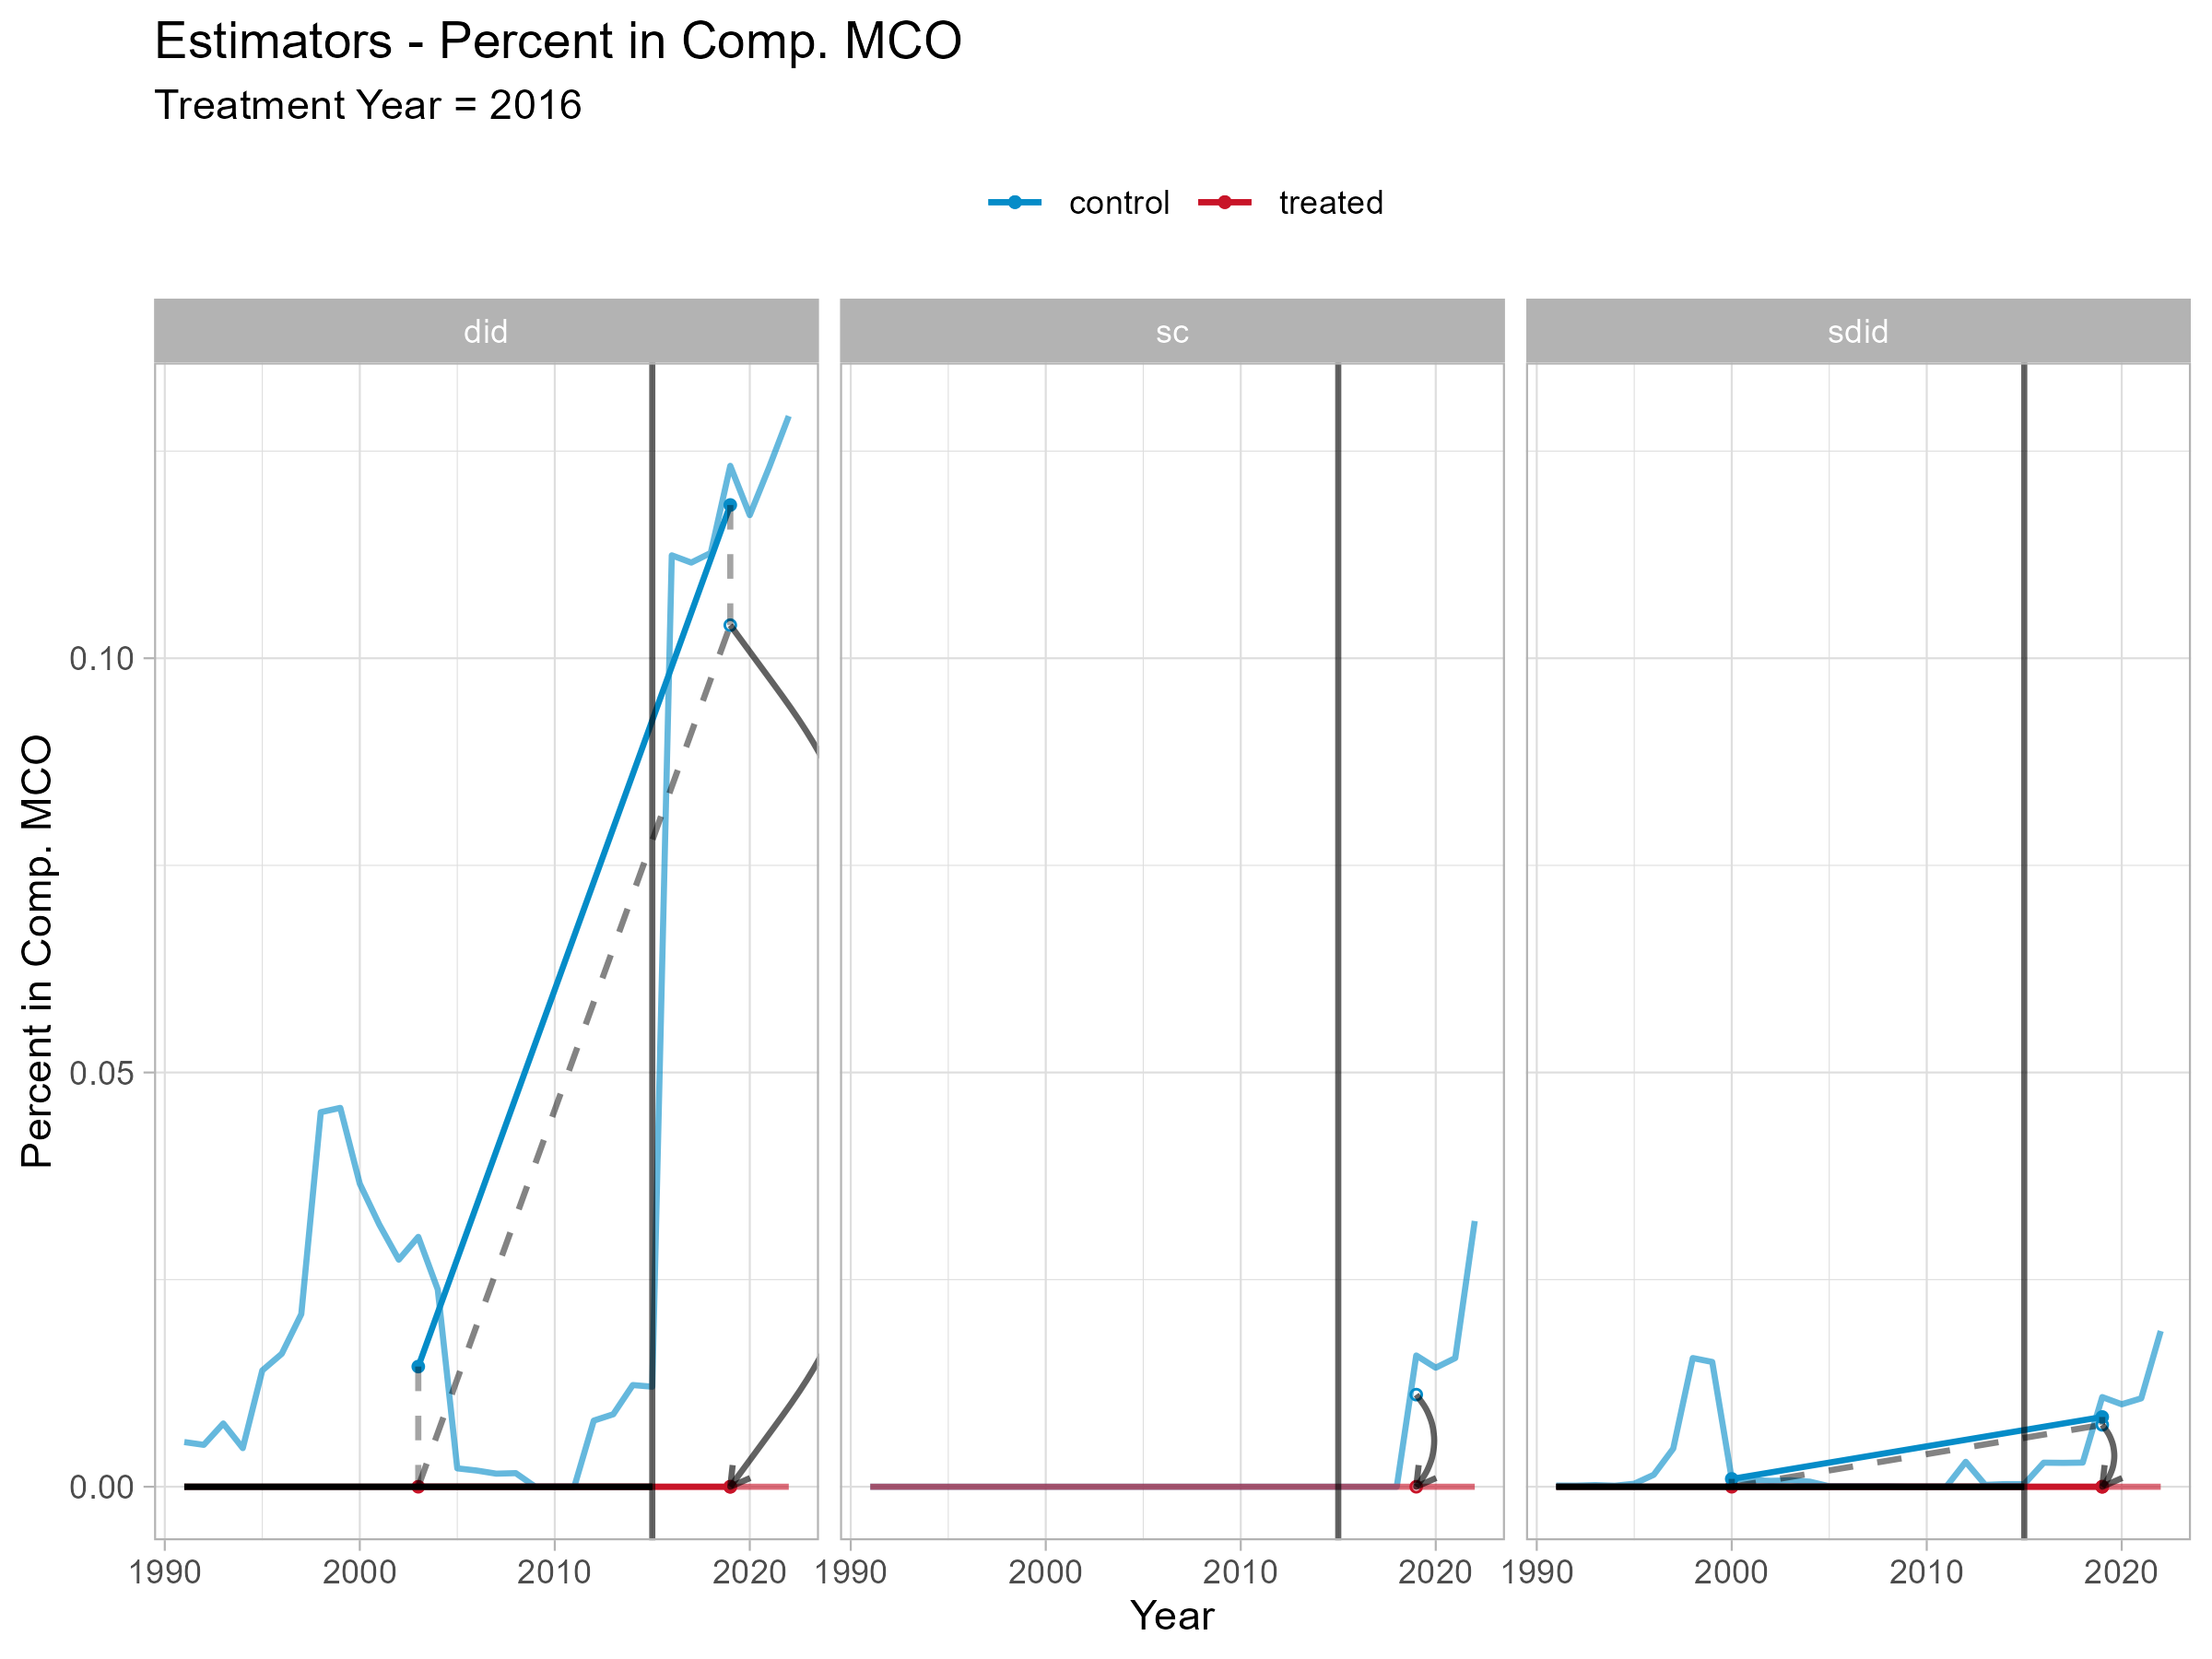 Estimators - Percent in Comp. MCO
Treatment Year = 2016
control treated
did sc sdid
Percent in Comp. MCO
0.10
0.05
0.00
1990 2000 2010 2020 1990 2000 2010 2020 1990 2000 2010 2020
Year